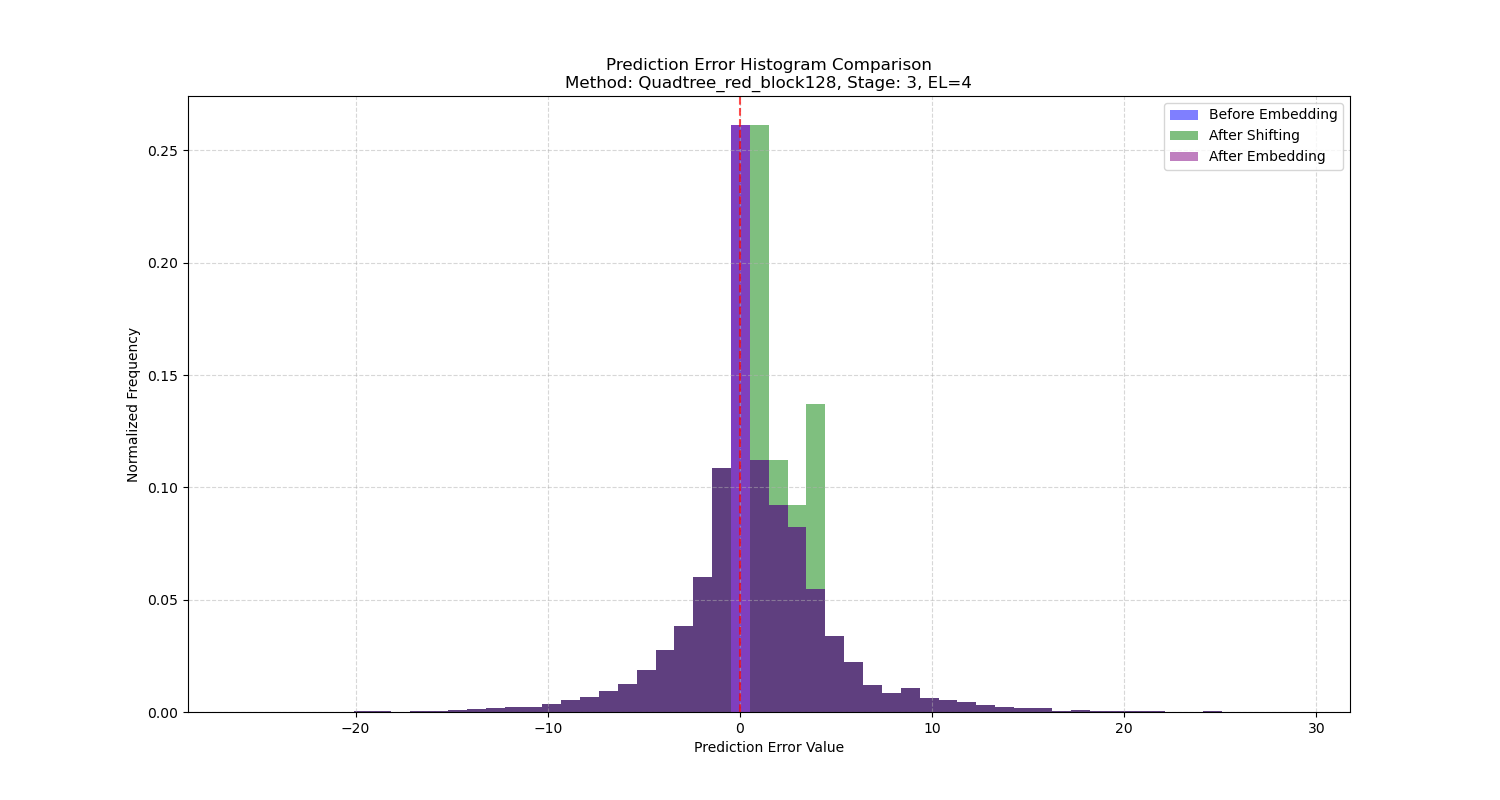 Prediction Error Histogram Comparison
Method: Quadtree_red_block128, Stage: 3, EL=4
Before Embedding
After Shifting
After Embedding
Normalized Frequency
0.25
0.20
0.15
0.10
0.05
0.00
−20
−10
0
10
20
30
Prediction Error Value